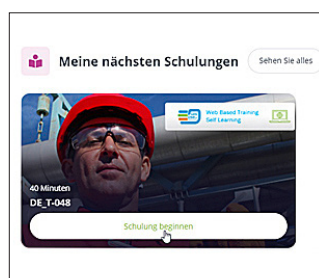 Meine nächsten Schulungen
Sehen Sie alles
Web Based Training
Self Learning
40 Minuten
DE_T-048
Schulung beginnen